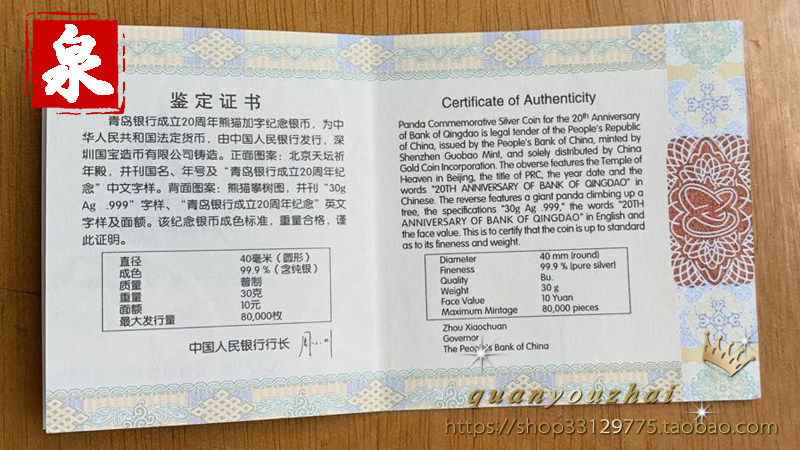 泉
鉴定证书
青岛银行成立20周年熊猫加字纪念银币，为中
华人民共和国法定货币，由中国人民银行发行，深
圳国宝造币有限公司铸造。正面图案：北京天坛祈
年殿，并刊国名、年号及“青岛银行成立20周年纪
念”中文字样。背面图案：熊猫攀树图，并刊“30g
Ag .999”字样、“青岛银行成立20周年纪念”英文
字样及面额。该纪念银币成色标准，重量合格，谨
此证明。
直径 40毫米（圆形）
成色 99.9%（含纯银）
质量 普制
重量 30克
面额 10元
最大发行量 80,000枚
中国人民银行行长
Certificate of Authenticity
Panda Commemorative Silver Coin for the 20th Anniversary
of Bank of Qingdao is legal tender of the People's Republic
of China, issued by the People's Bank of China, minted by
Shenzhen Guobao Mint, and solely distributed by China
Gold Coin Incorporation. The obverse features the Temple of
Heaven in Beijing, the title of PRC, the year date and the
words "20TH ANNIVERSARY OF BANK OF QINGDAO" in
Chinese. The reverse features a giant panda climbing up a
tree, the specifications "30g Ag .999," the words "20TH
ANNIVERSARY OF BANK OF QINGDAO" in English and
the face value. This is to certify that the coin is up to standard
as to its fineness and weight.
Diameter 40 mm (round)
Fineness 99.9 % (pure silver)
Quality Bu.
Weight 30 g
Face Value 10 Yuan
Maximum Mintage 80,000 pieces
Zhou Xiaochuan
Governor
The People's Bank of China
quanyouzhai
https://shop33129775.taobao.com